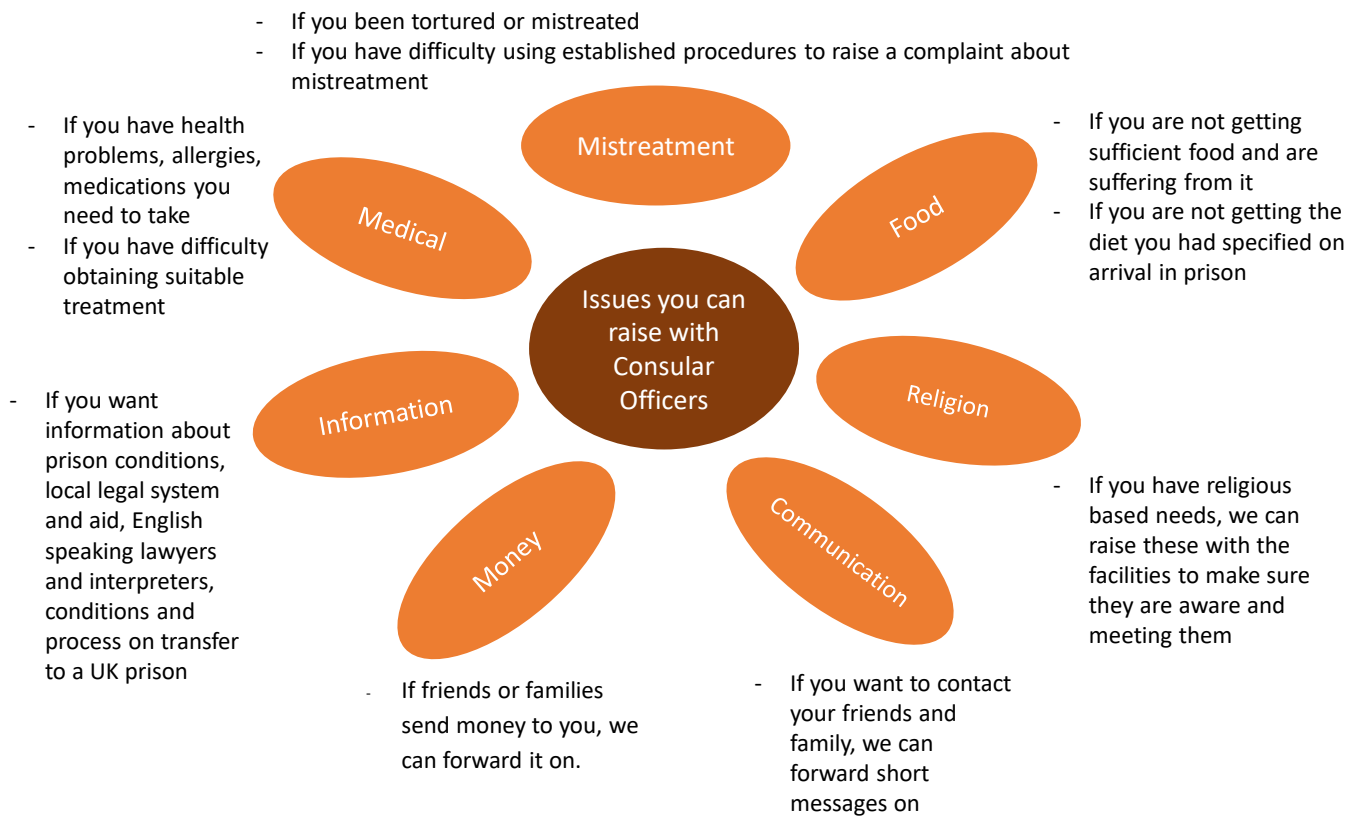 - If you been tortured or mistreated
- If you have difficulty using established procedures to raise a complaint about
mistreatment
Mistreatment
- If you have health
problems, allergies,
medications you
need to take
- If you have difficulty
obtaining suitable
treatment
Medical
Food
- If you are not getting
sufficient food and are
suffering from it
- If you are not getting the
diet you had specified on
arrival in prison
Issues you can
raise with
Consular
Officers
Information
- If you want
information about
prison conditions,
local legal system
and aid, English
speaking lawyers
and interpreters,
conditions and
process on transfer
to a UK prison
Religion
- If you have religious
based needs, we can
raise these with the
facilities to make sure
they are aware and
meeting them
Money
- If friends or families
send money to you, we
can forward it on.
Communication
- If you want to contact
your friends and
family, we can
forward short
messages on